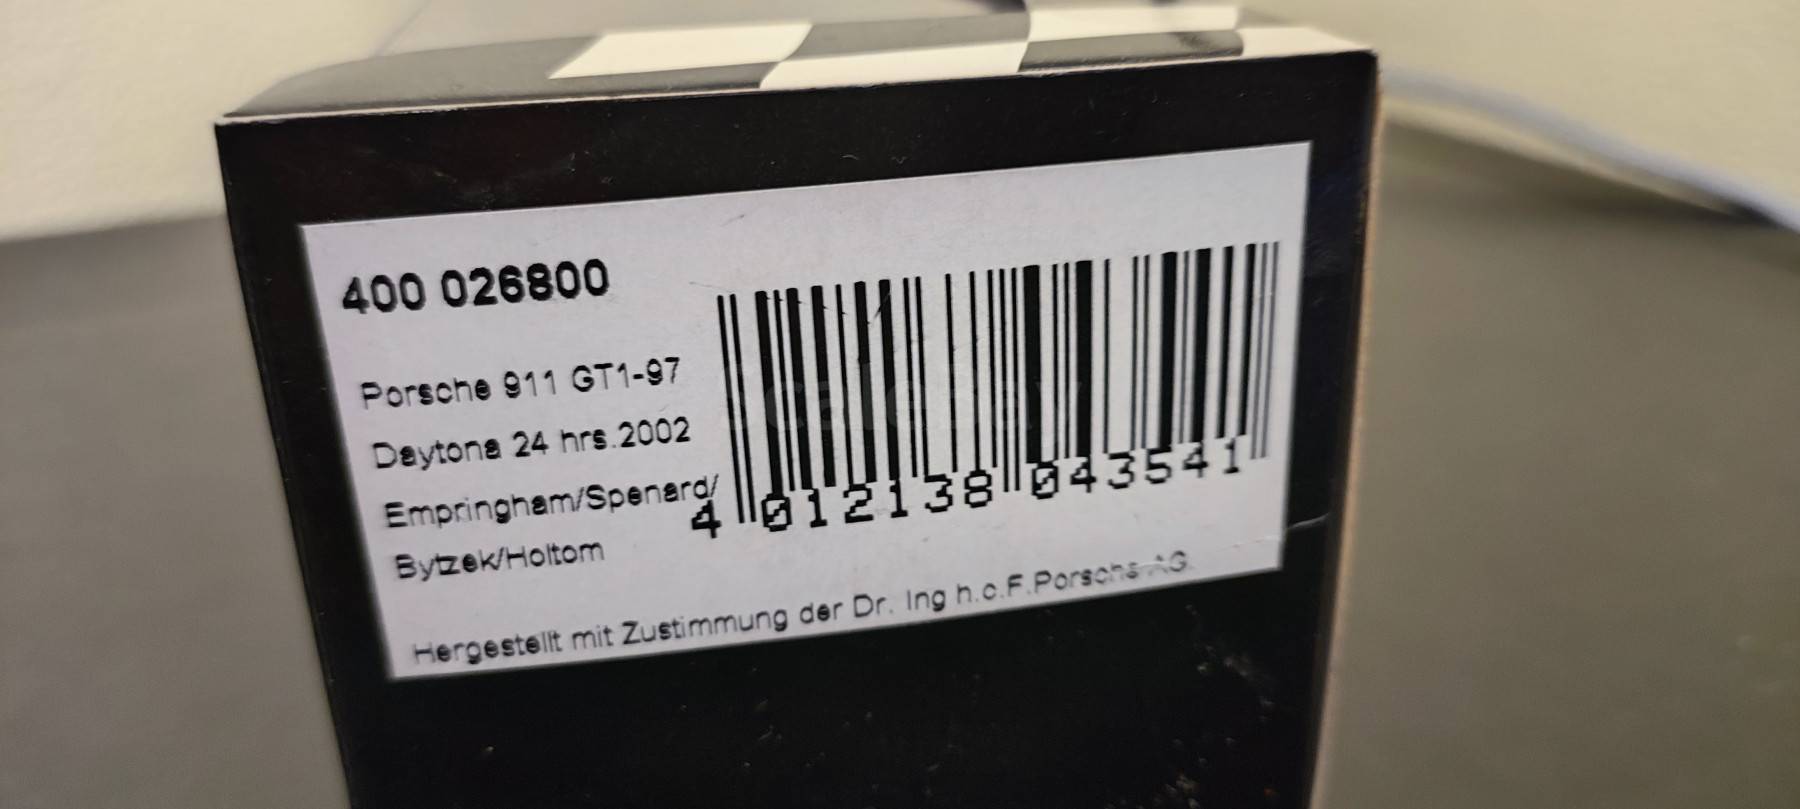 400 026800
Porsche 911 GT1-97
Daytona 24 hrs.2002
Empringham/Spenard/
Bytzek/Holtom
4 012138 043541
Hergestellt mit Zustimmung der Dr. Ing h.c.F.Porsche AG.
scalebay